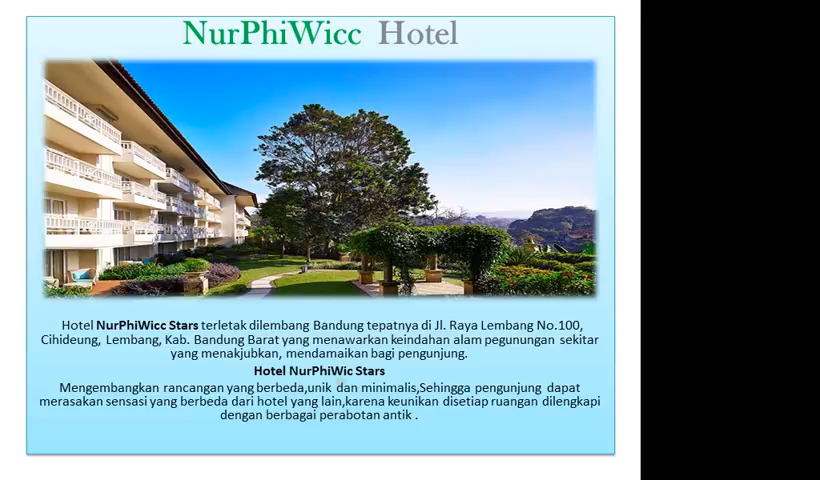 NurPhiWicc Hotel
Hotel NurPhiWicc Stars terletak dilembang Bandung tepatnya di Jl. Raya Lembang No.100,
Cihideung, Lembang, Kab. Bandung Barat yang menawarkan keindahan alam pegunungan sekitar
yang menakjubkan, mendamaikan bagi pengunjung.
Hotel NurPhiWic Stars
Mengembangkan rancangan yang berbeda,unik dan minimalis,Sehingga pengunjung dapat
merasakan sensasi yang berbeda dari hotel yang lain,karena keunikan disetiap ruangan dilengkapi
dengan berbagai perabotan antik .